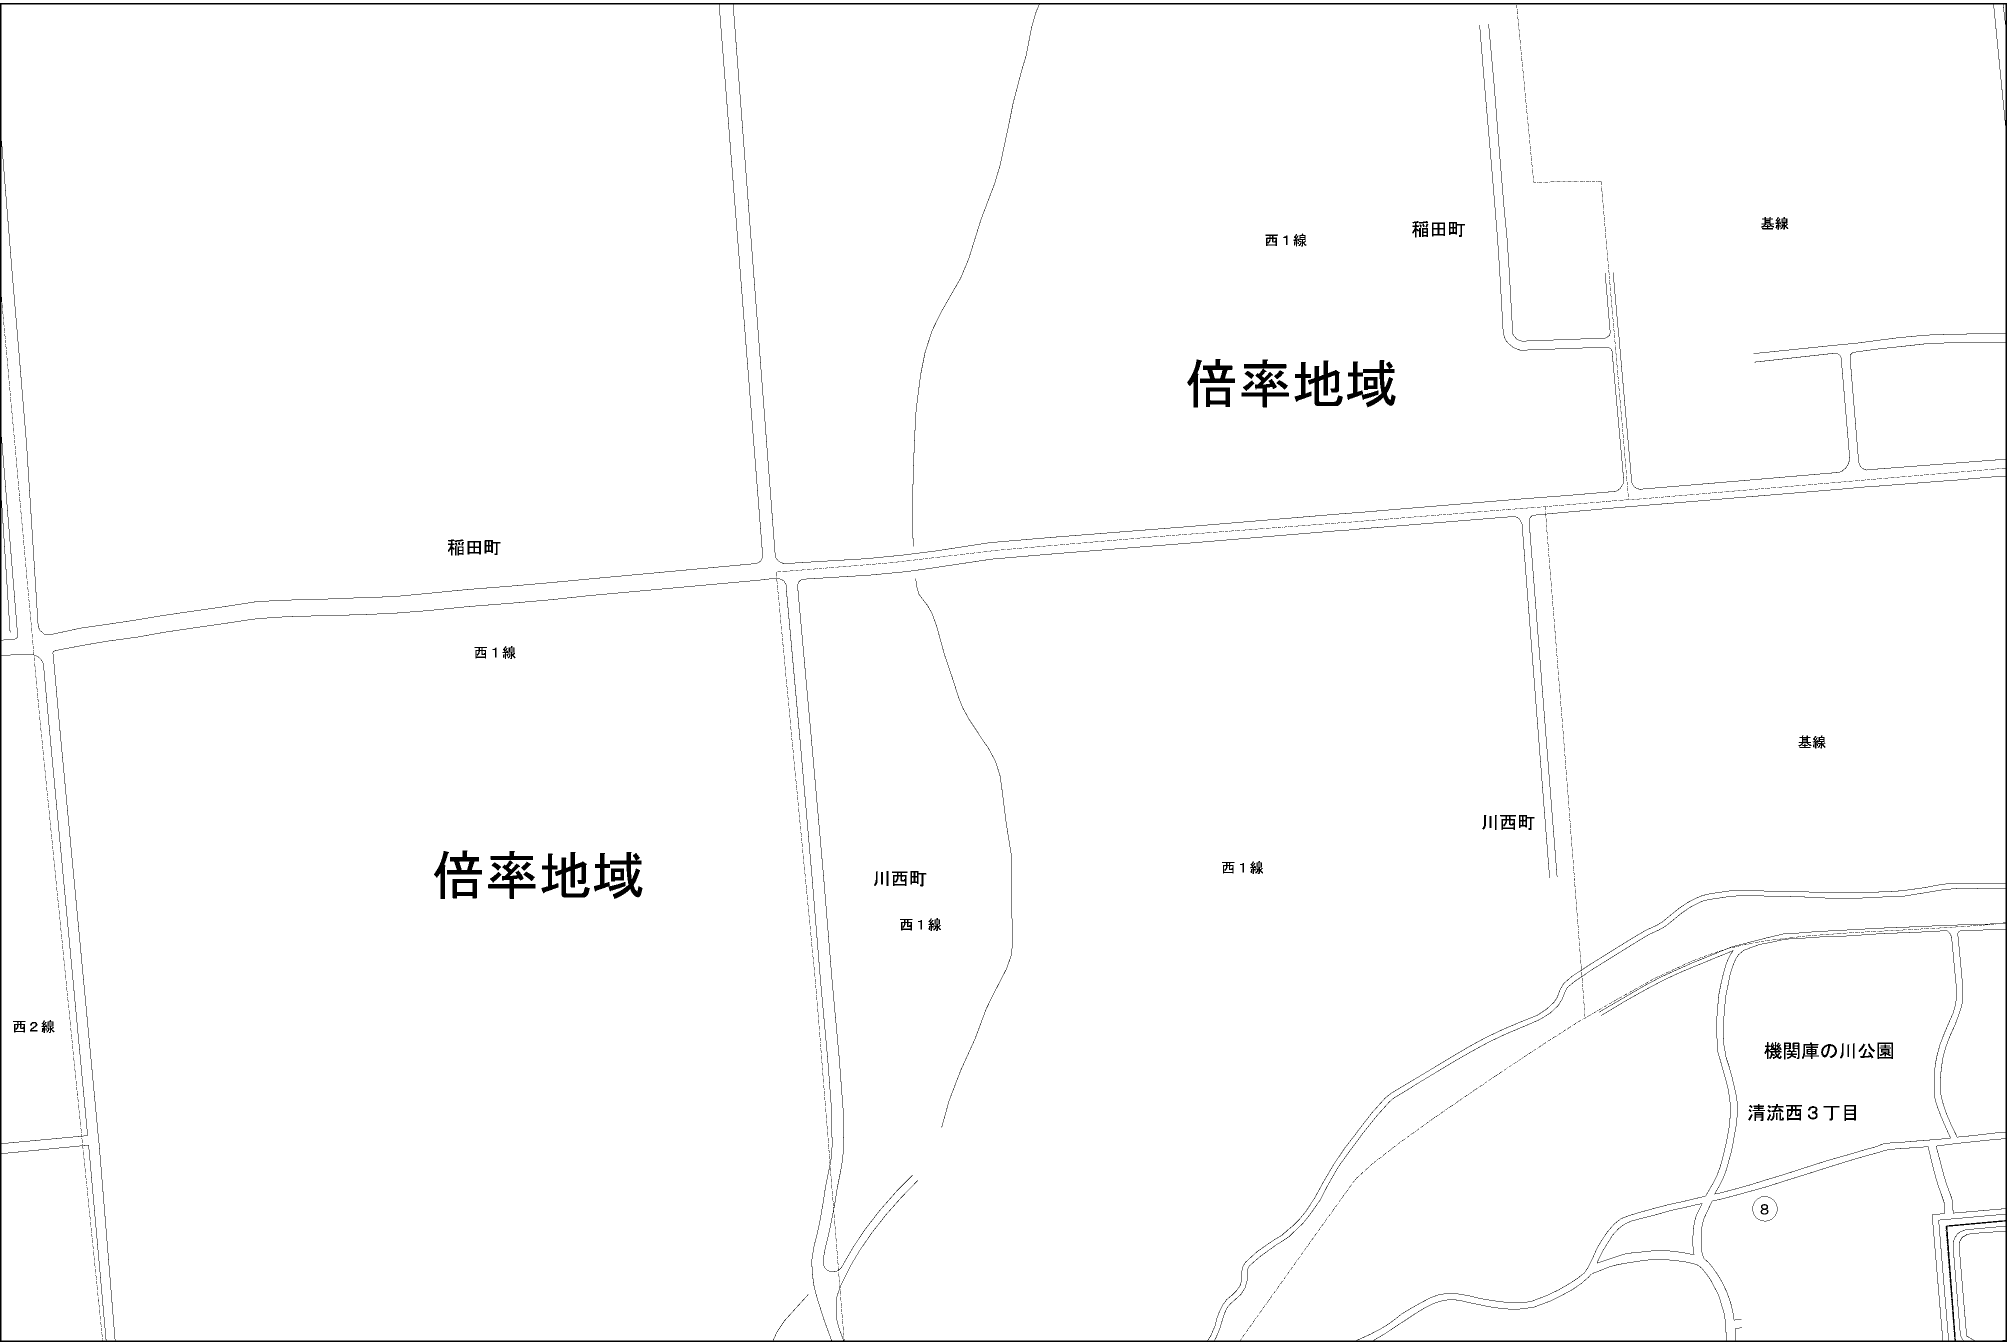 基線
稲田町
西１線
倍率地域
稲田町
西１線
基線
川西町
倍率地域
西１線
川西町
西１線
西２線
機関庫の川公園
清流西３丁目
8